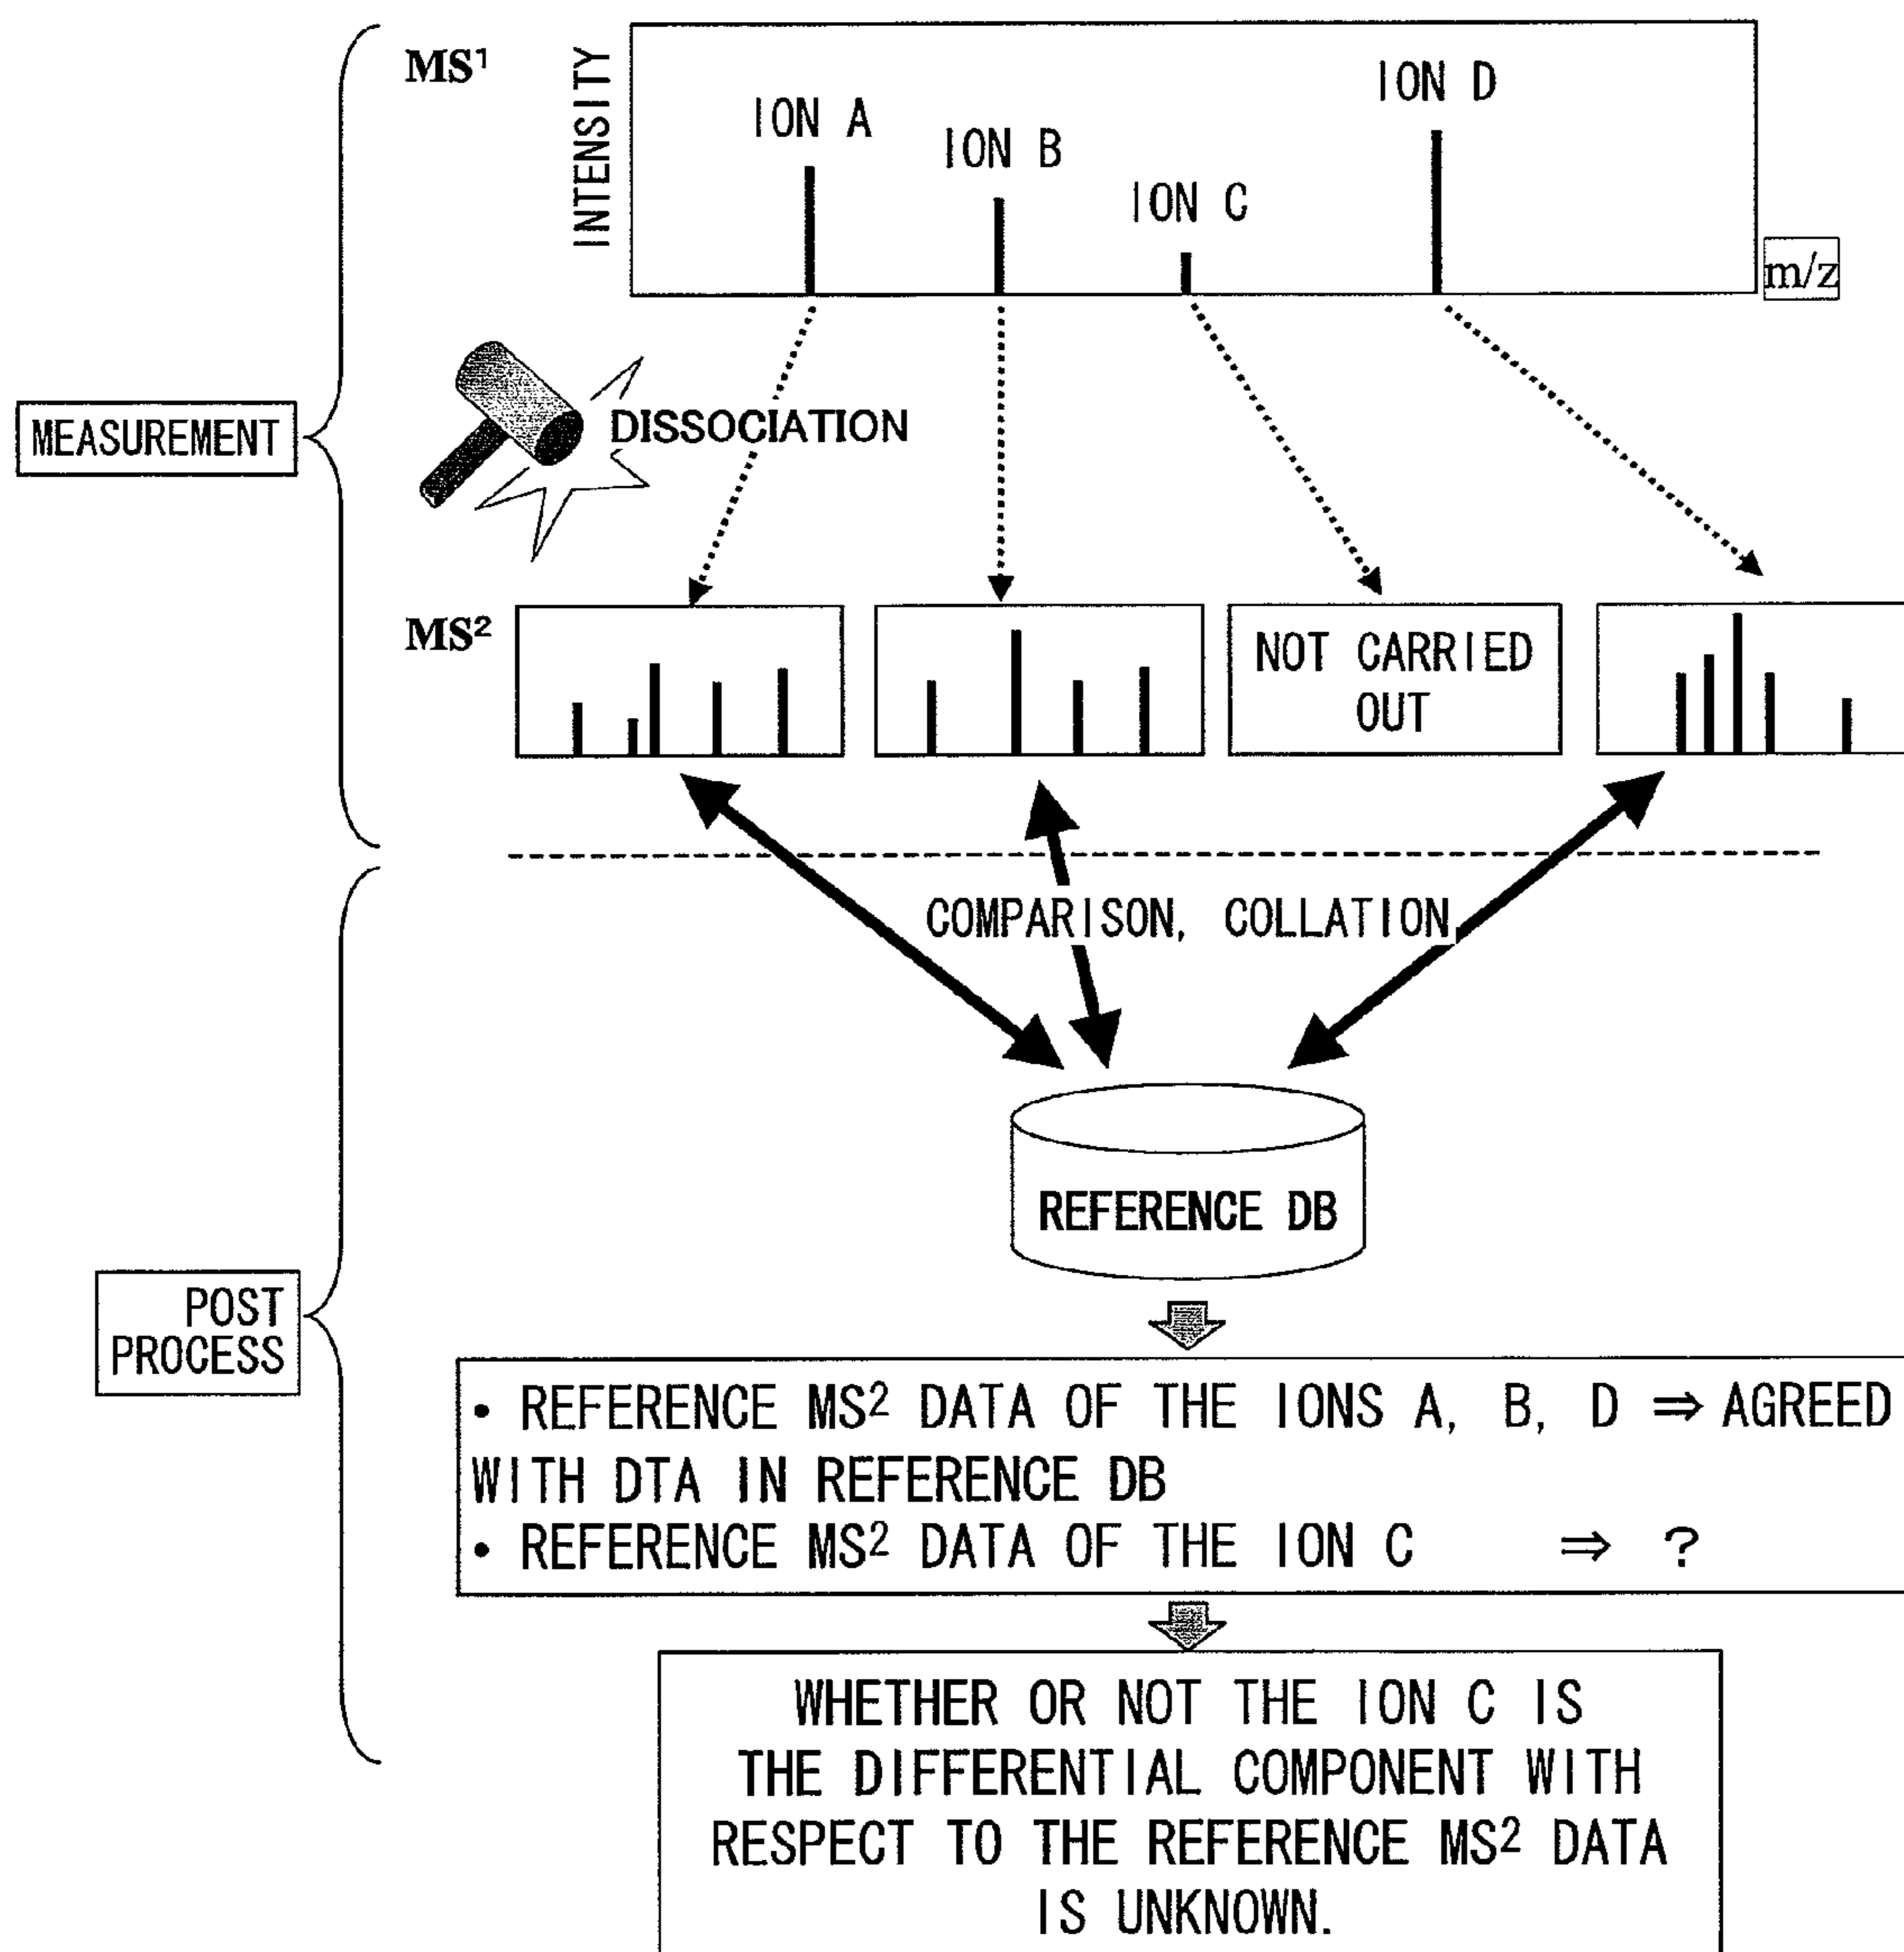 MS¹
INTENSITY
ION A
ION B
ION C
ION D
m/z
MEASUREMENT
DISSOCIATION
MS²
NOT CARRIED
OUT
COMPARISON, COLLATION
REFERENCE DB
POST
PROCESS
• REFERENCE MS² DATA OF THE IONS A, B, D ⇒ AGREED
WITH DTA IN REFERENCE DB
• REFERENCE MS² DATA OF THE ION C ⇒ ?
WHETHER OR NOT THE ION C IS
THE DIFFERENTIAL COMPONENT WITH
RESPECT TO THE REFERENCE MS² DATA
IS UNKNOWN.